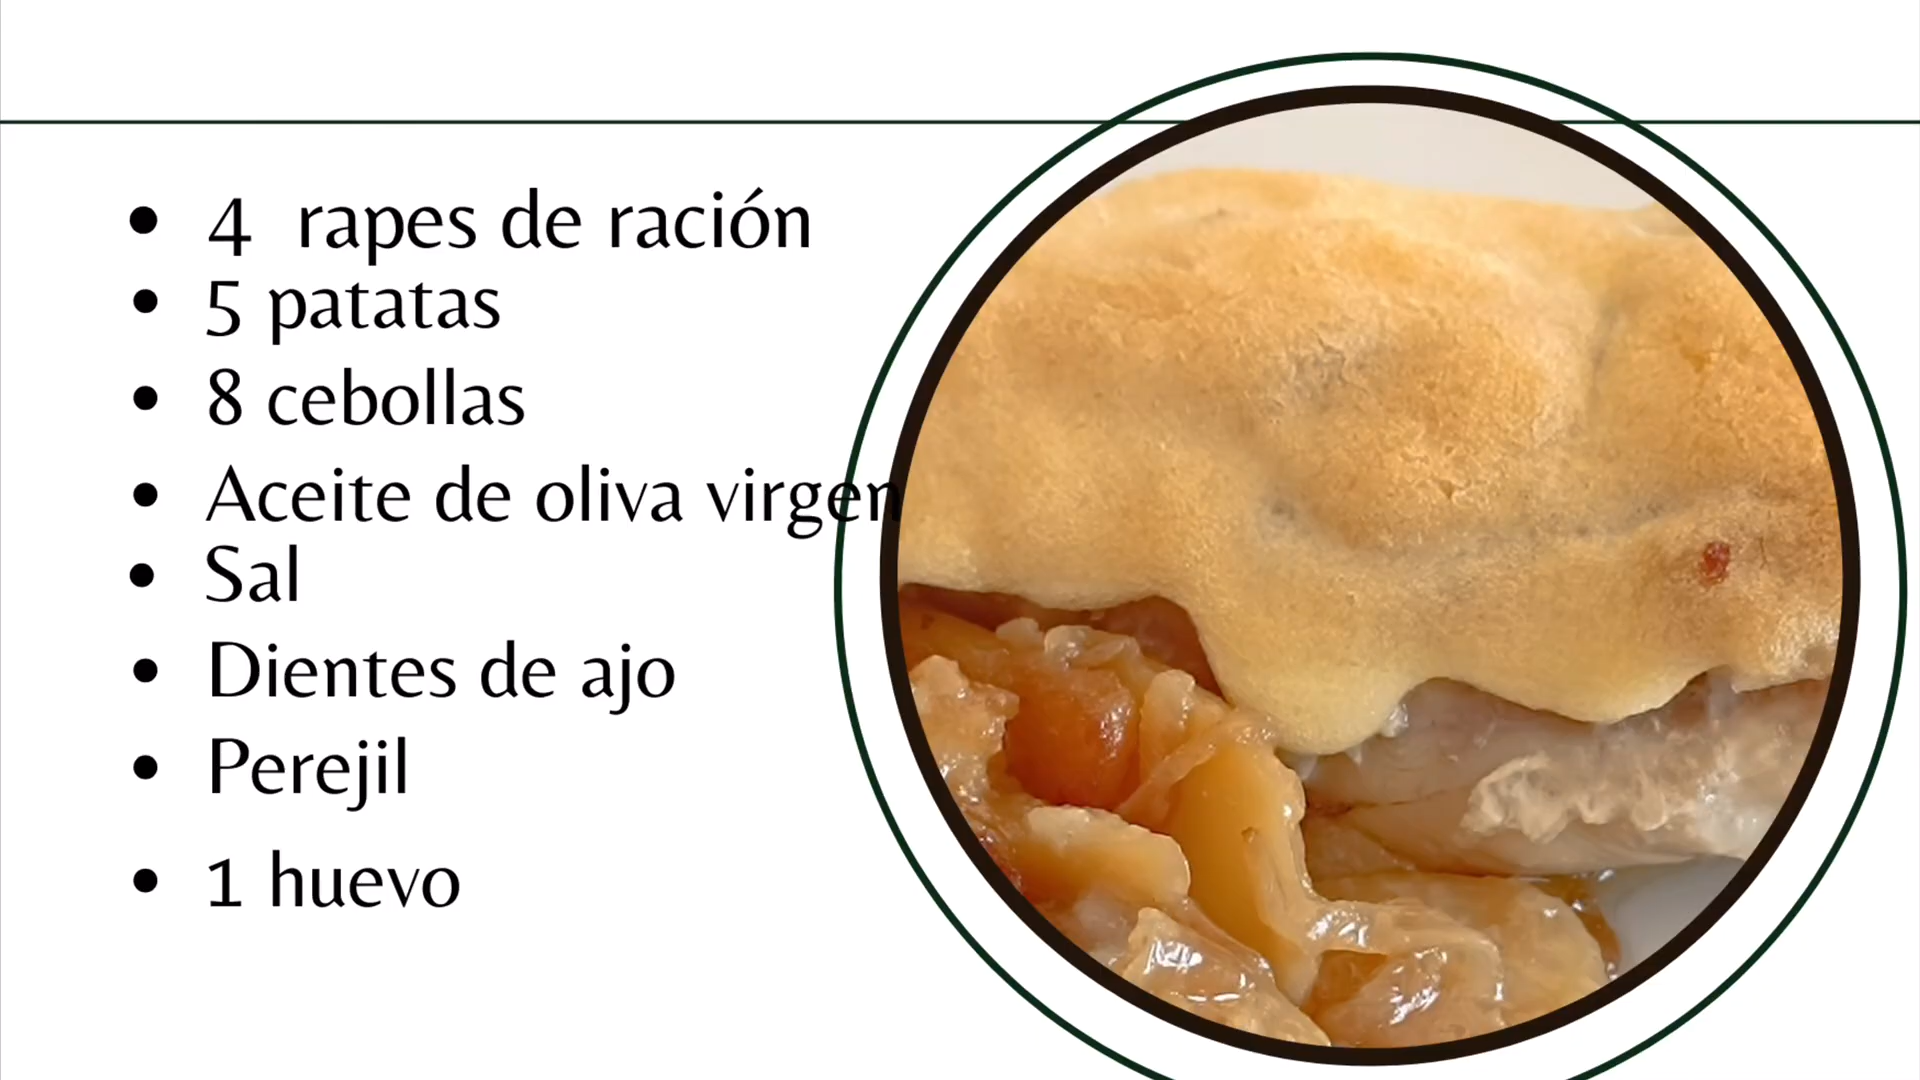 4 rapes de ración
5 patatas
8 cebollas
Aceite de oliva virgen
Sal
Dientes de ajo
Perejil
1 huevo